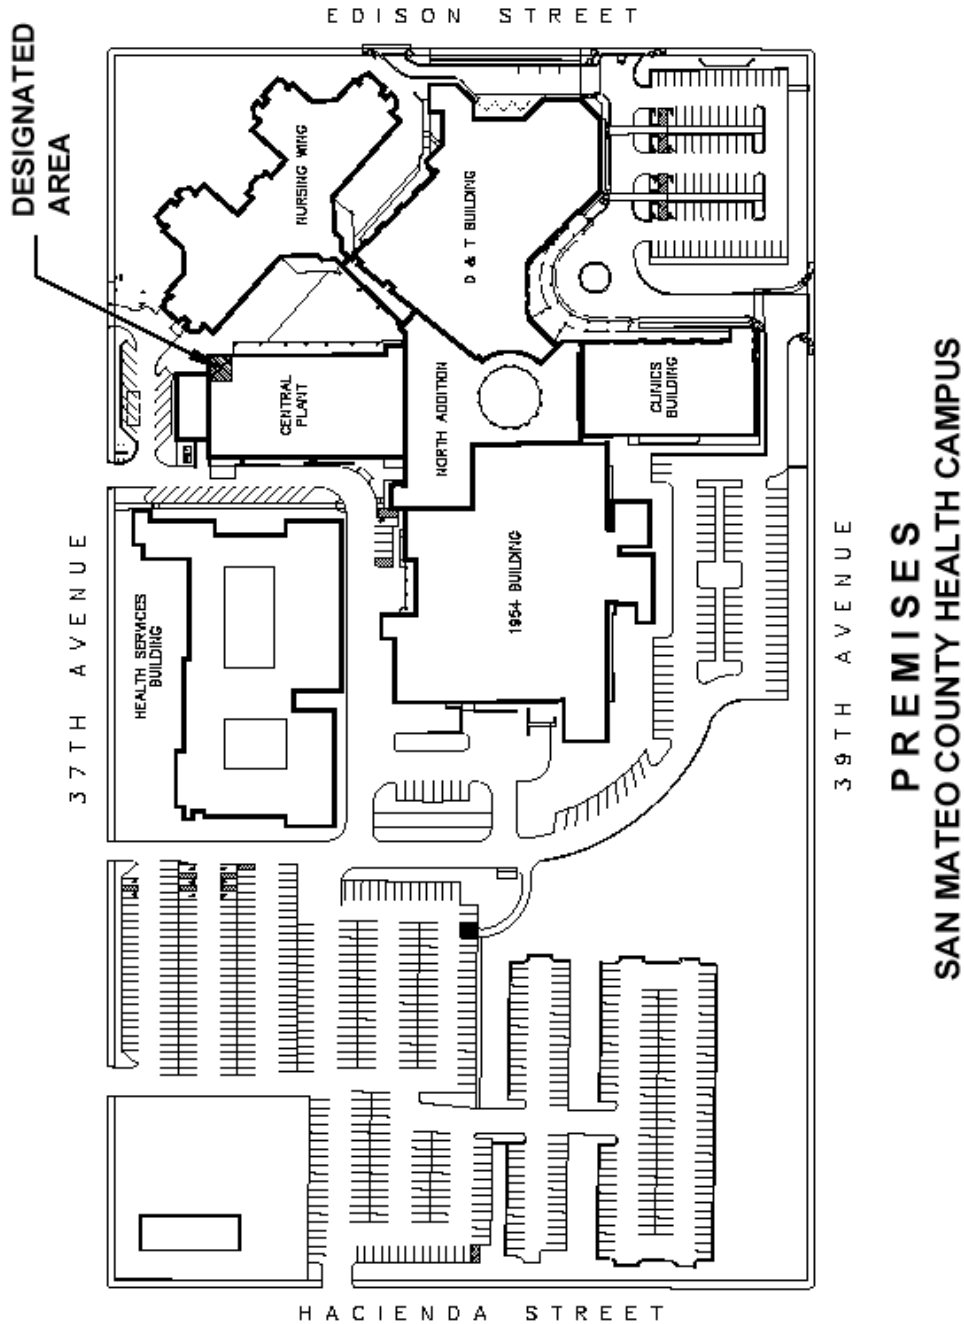 EDISON STREET
DESIGNATED
AREA
NURSING WING
D & T BUILDING
CENTRAL
PLANT
NORTH ADDITION
CLINICS
BUILDING
1954 BUILDING
HEALTH SERVICES
BUILDING
37TH AVENUE
39TH AVENUE
PREMISES
SAN MATEO COUNTY HEALTH CAMPUS
HACIENDA STREET